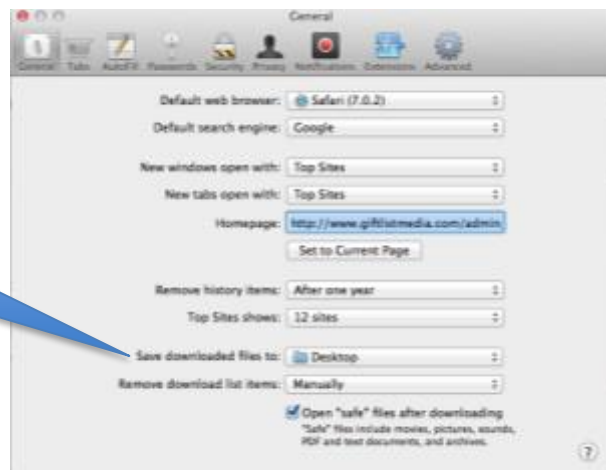 General
General Tabs AutoFill Passwords Security Privacy Notifications Extensions Advanced
Default web browser: Safari (7.0.2)
Default search engine: Google
New windows open with: Top Sites
New tabs open with: Top Sites
Homepage: http://www.giftlistmedia.com/admin
Set to Current Page
Remove history items: After one year
Top Sites shows: 12 sites
Save downloaded files to: Desktop
Remove download list items: Manually
Open "safe" files after downloading
"Safe" files include movies, pictures, sounds,
PDF and text documents, and archives.
?